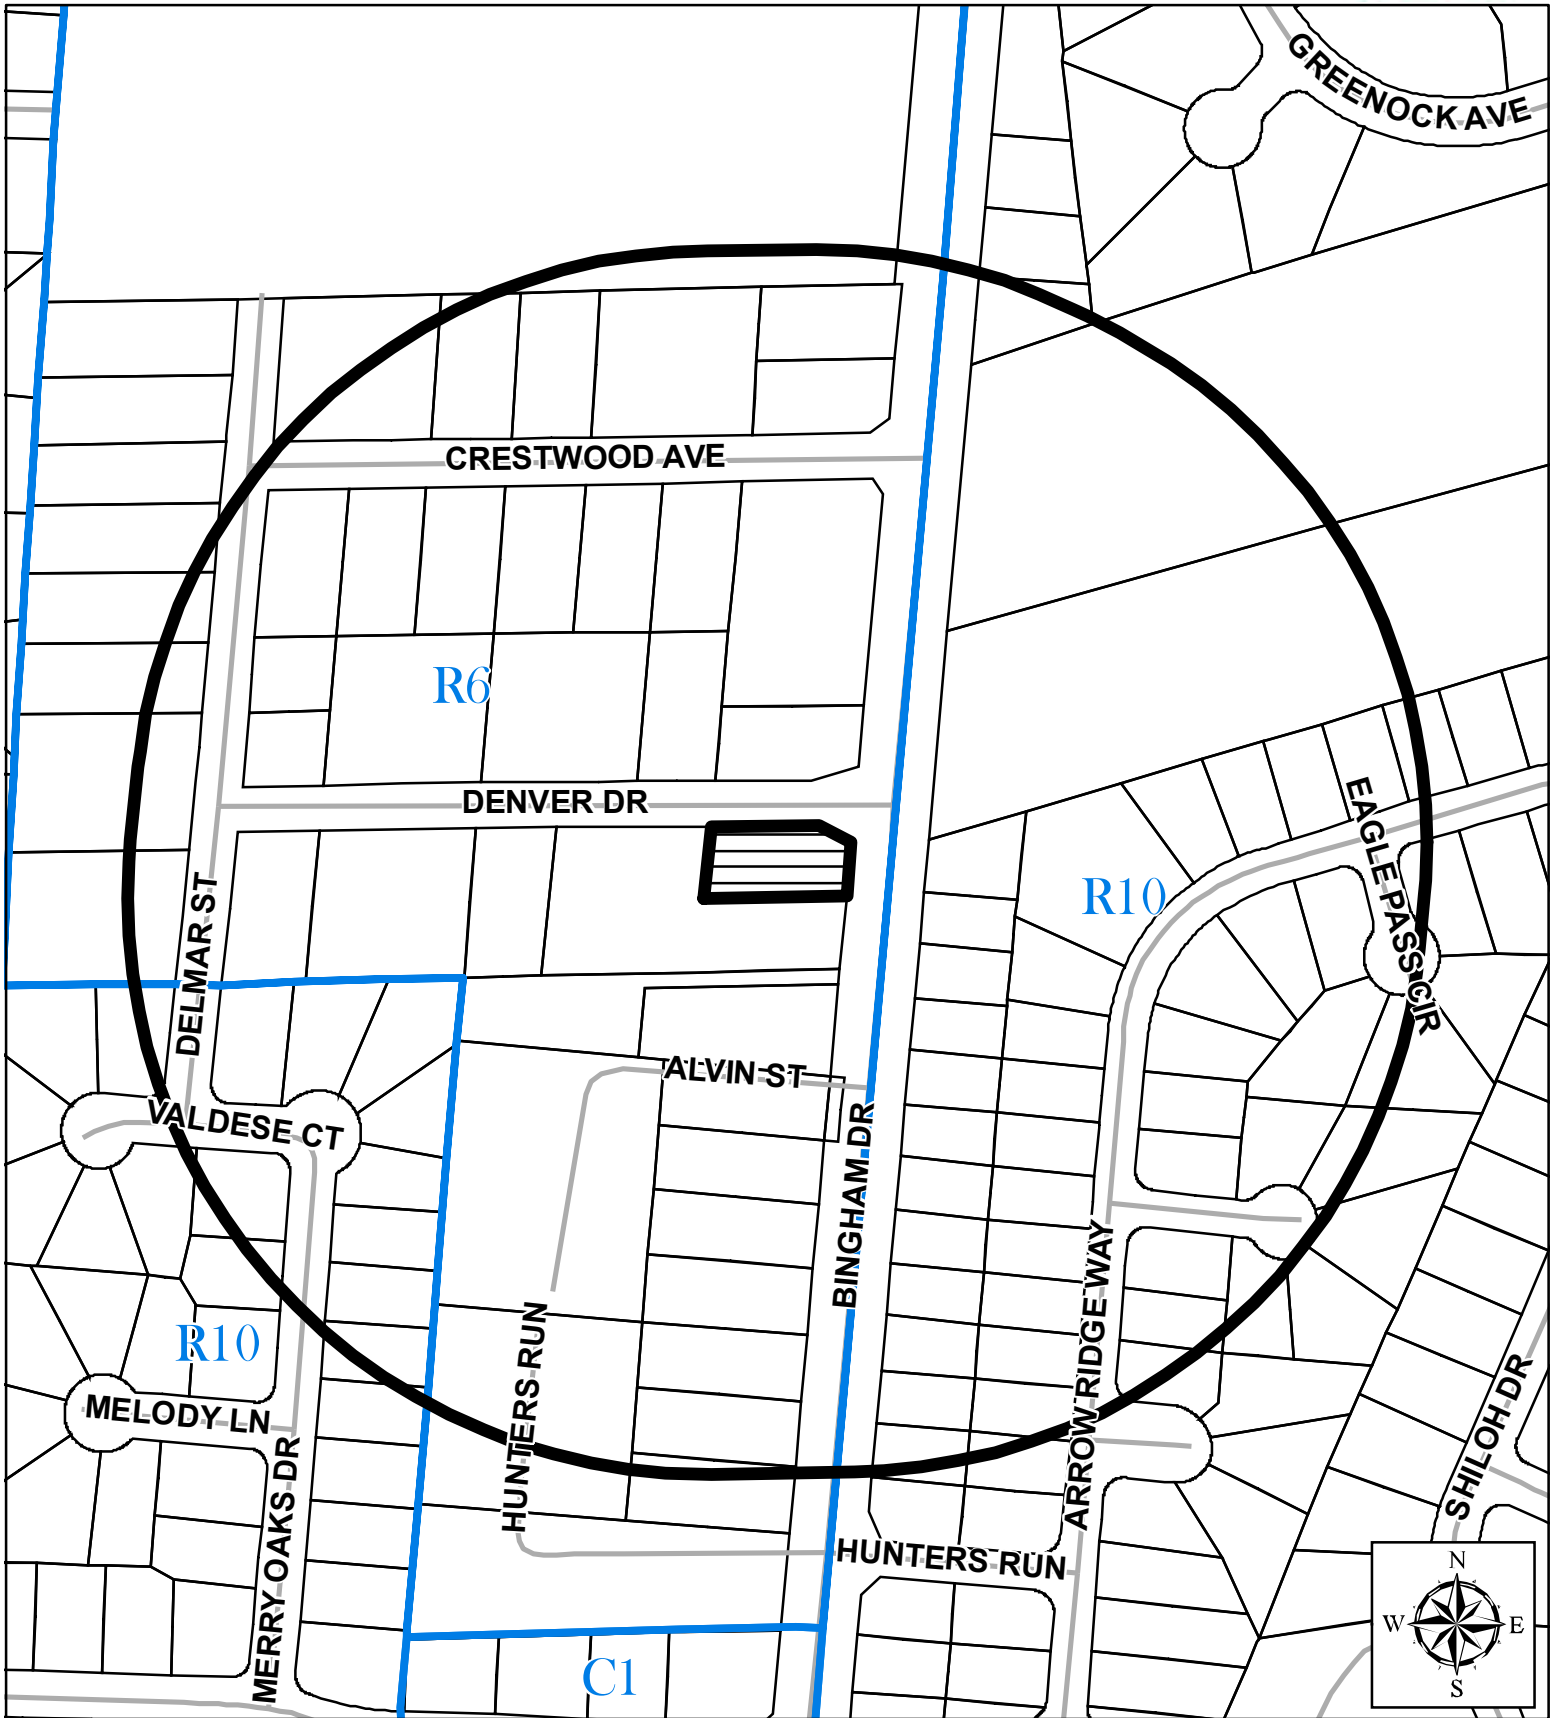 GREENOCK AVE
CRESTWOOD AVE
R6
DENVER DR
EAGLE PASS CIR
R10
DELMAR ST
ALVIN ST
VALDESE CT
BINGHAM DR
ARROW RIDGE WAY
HUNTERS RUN
R10
MELODY LN
SHILOH DR
MERRY OAKS DR
HUNTERS RUN
C1
N
W
E
S